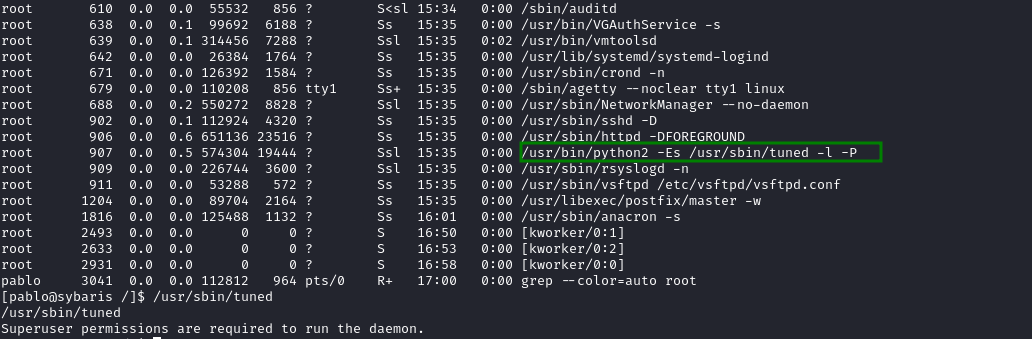 root 610 0.0 0.0 55532 856 ? S<sl 15:34 0:00 /sbin/auditd
root 638 0.0 0.1 99692 6188 ? Ss 15:35 0:00 /usr/bin/VGAuthService -s
root 639 0.0 0.1 314456 7288 ? Ssl 15:35 0:02 /usr/bin/vmtoolsd
root 642 0.0 0.0 26384 1764 ? Ss 15:35 0:00 /usr/lib/systemd/systemd-logind
root 671 0.0 0.0 126392 1584 ? Ss 15:35 0:00 /usr/sbin/crond -n
root 679 0.0 0.0 110208 856 tty1 Ss+ 15:35 0:00 /sbin/agetty --noclear tty1 linux
root 688 0.0 0.2 550272 8828 ? Ssl 15:35 0:00 /usr/sbin/NetworkManager --no-daemon
root 902 0.0 0.1 112924 4320 ? Ss 15:35 0:00 /usr/sbin/sshd -D
root 906 0.0 0.6 651136 23516 ? Ss 15:35 0:00 /usr/sbin/httpd -DFOREGROUND
root 907 0.0 0.5 574304 19444 ? Ssl 15:35 0:00 /usr/bin/python2 -Es /usr/sbin/tuned -l -P
root 909 0.0 0.0 226744 3600 ? Ssl 15:35 0:00 /usr/sbin/rsyslogd -n
root 911 0.0 0.0 53288 572 ? Ss 15:35 0:00 /usr/sbin/vsftpd /etc/vsftpd/vsftpd.conf
root 1204 0.0 0.0 89704 2164 ? Ss 15:35 0:00 /usr/libexec/postfix/master -w
root 1816 0.0 0.0 125488 1132 ? Ss 16:01 0:00 /usr/sbin/anacron -s
root 2493 0.0 0.0 0 0 ? S 16:50 0:00 [kworker/0:1]
root 2633 0.0 0.0 0 0 ? S 16:53 0:00 [kworker/0:2]
root 2931 0.0 0.0 0 0 ? S 16:58 0:00 [kworker/0:0]
pablo 3041 0.0 0.0 112812 964 pts/0 R+ 17:00 0:00 grep --color=auto root
[pablo@sybaris /]$ /usr/sbin/tuned
/usr/sbin/tuned
Superuser permissions are required to run the daemon.